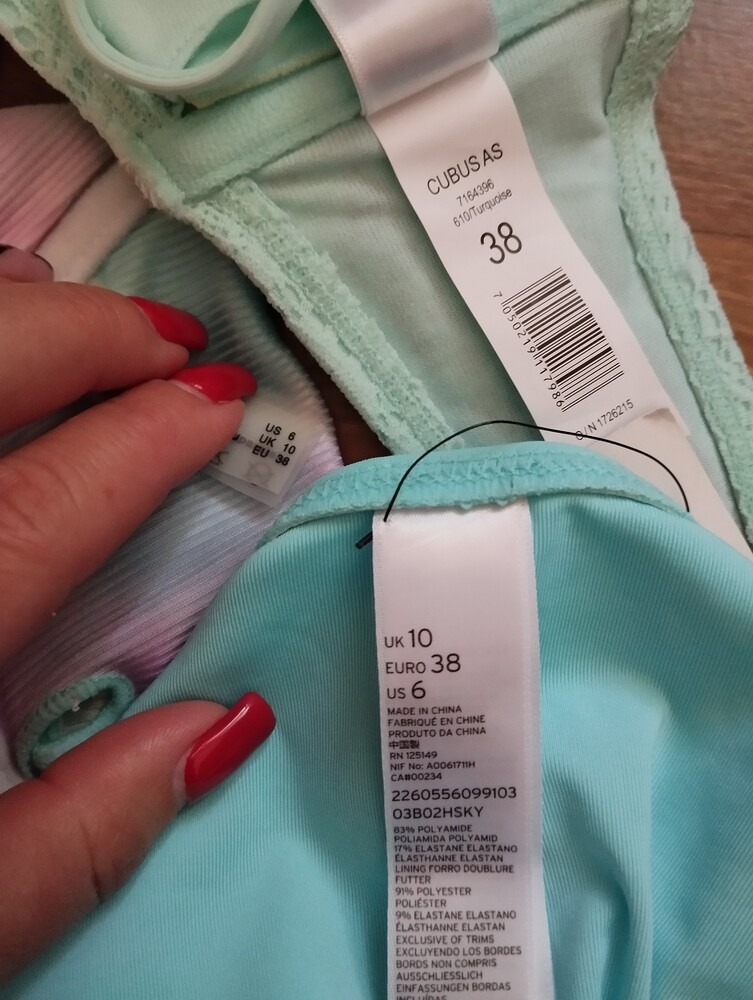 CUBUS AS
7164396
610/Turquoise
38
7 050219 117986
O/N 1726215
US 6
UK 10
EU 38
UK 10
EURO 38
US 6
MADE IN CHINA
FABRIQUÉ EN CHINE
PRODUTO DA CHINA
中国製
RN 125149
NIF No: A0061711H
CA#00234
2260556099103
03B02HSKY
83% POLYAMIDE
POLIAMIDA POLYAMID
17% ELASTANE ELASTANO
ÉLASTHANNE ELASTAN
LINING FORRO DOUBLURE
FUTTER
91% POLYESTER
POLIÉSTER
9% ELASTANE ELASTANO
ÉLASTHANNE ELASTAN
EXCLUSIVE OF TRIMS
EXCLUYENDO LOS BORDES
BORDS NON COMPRIS
AUSSCHLIESSLICH
EINFASSUNGEN BORDAS
INCLUÍDAS